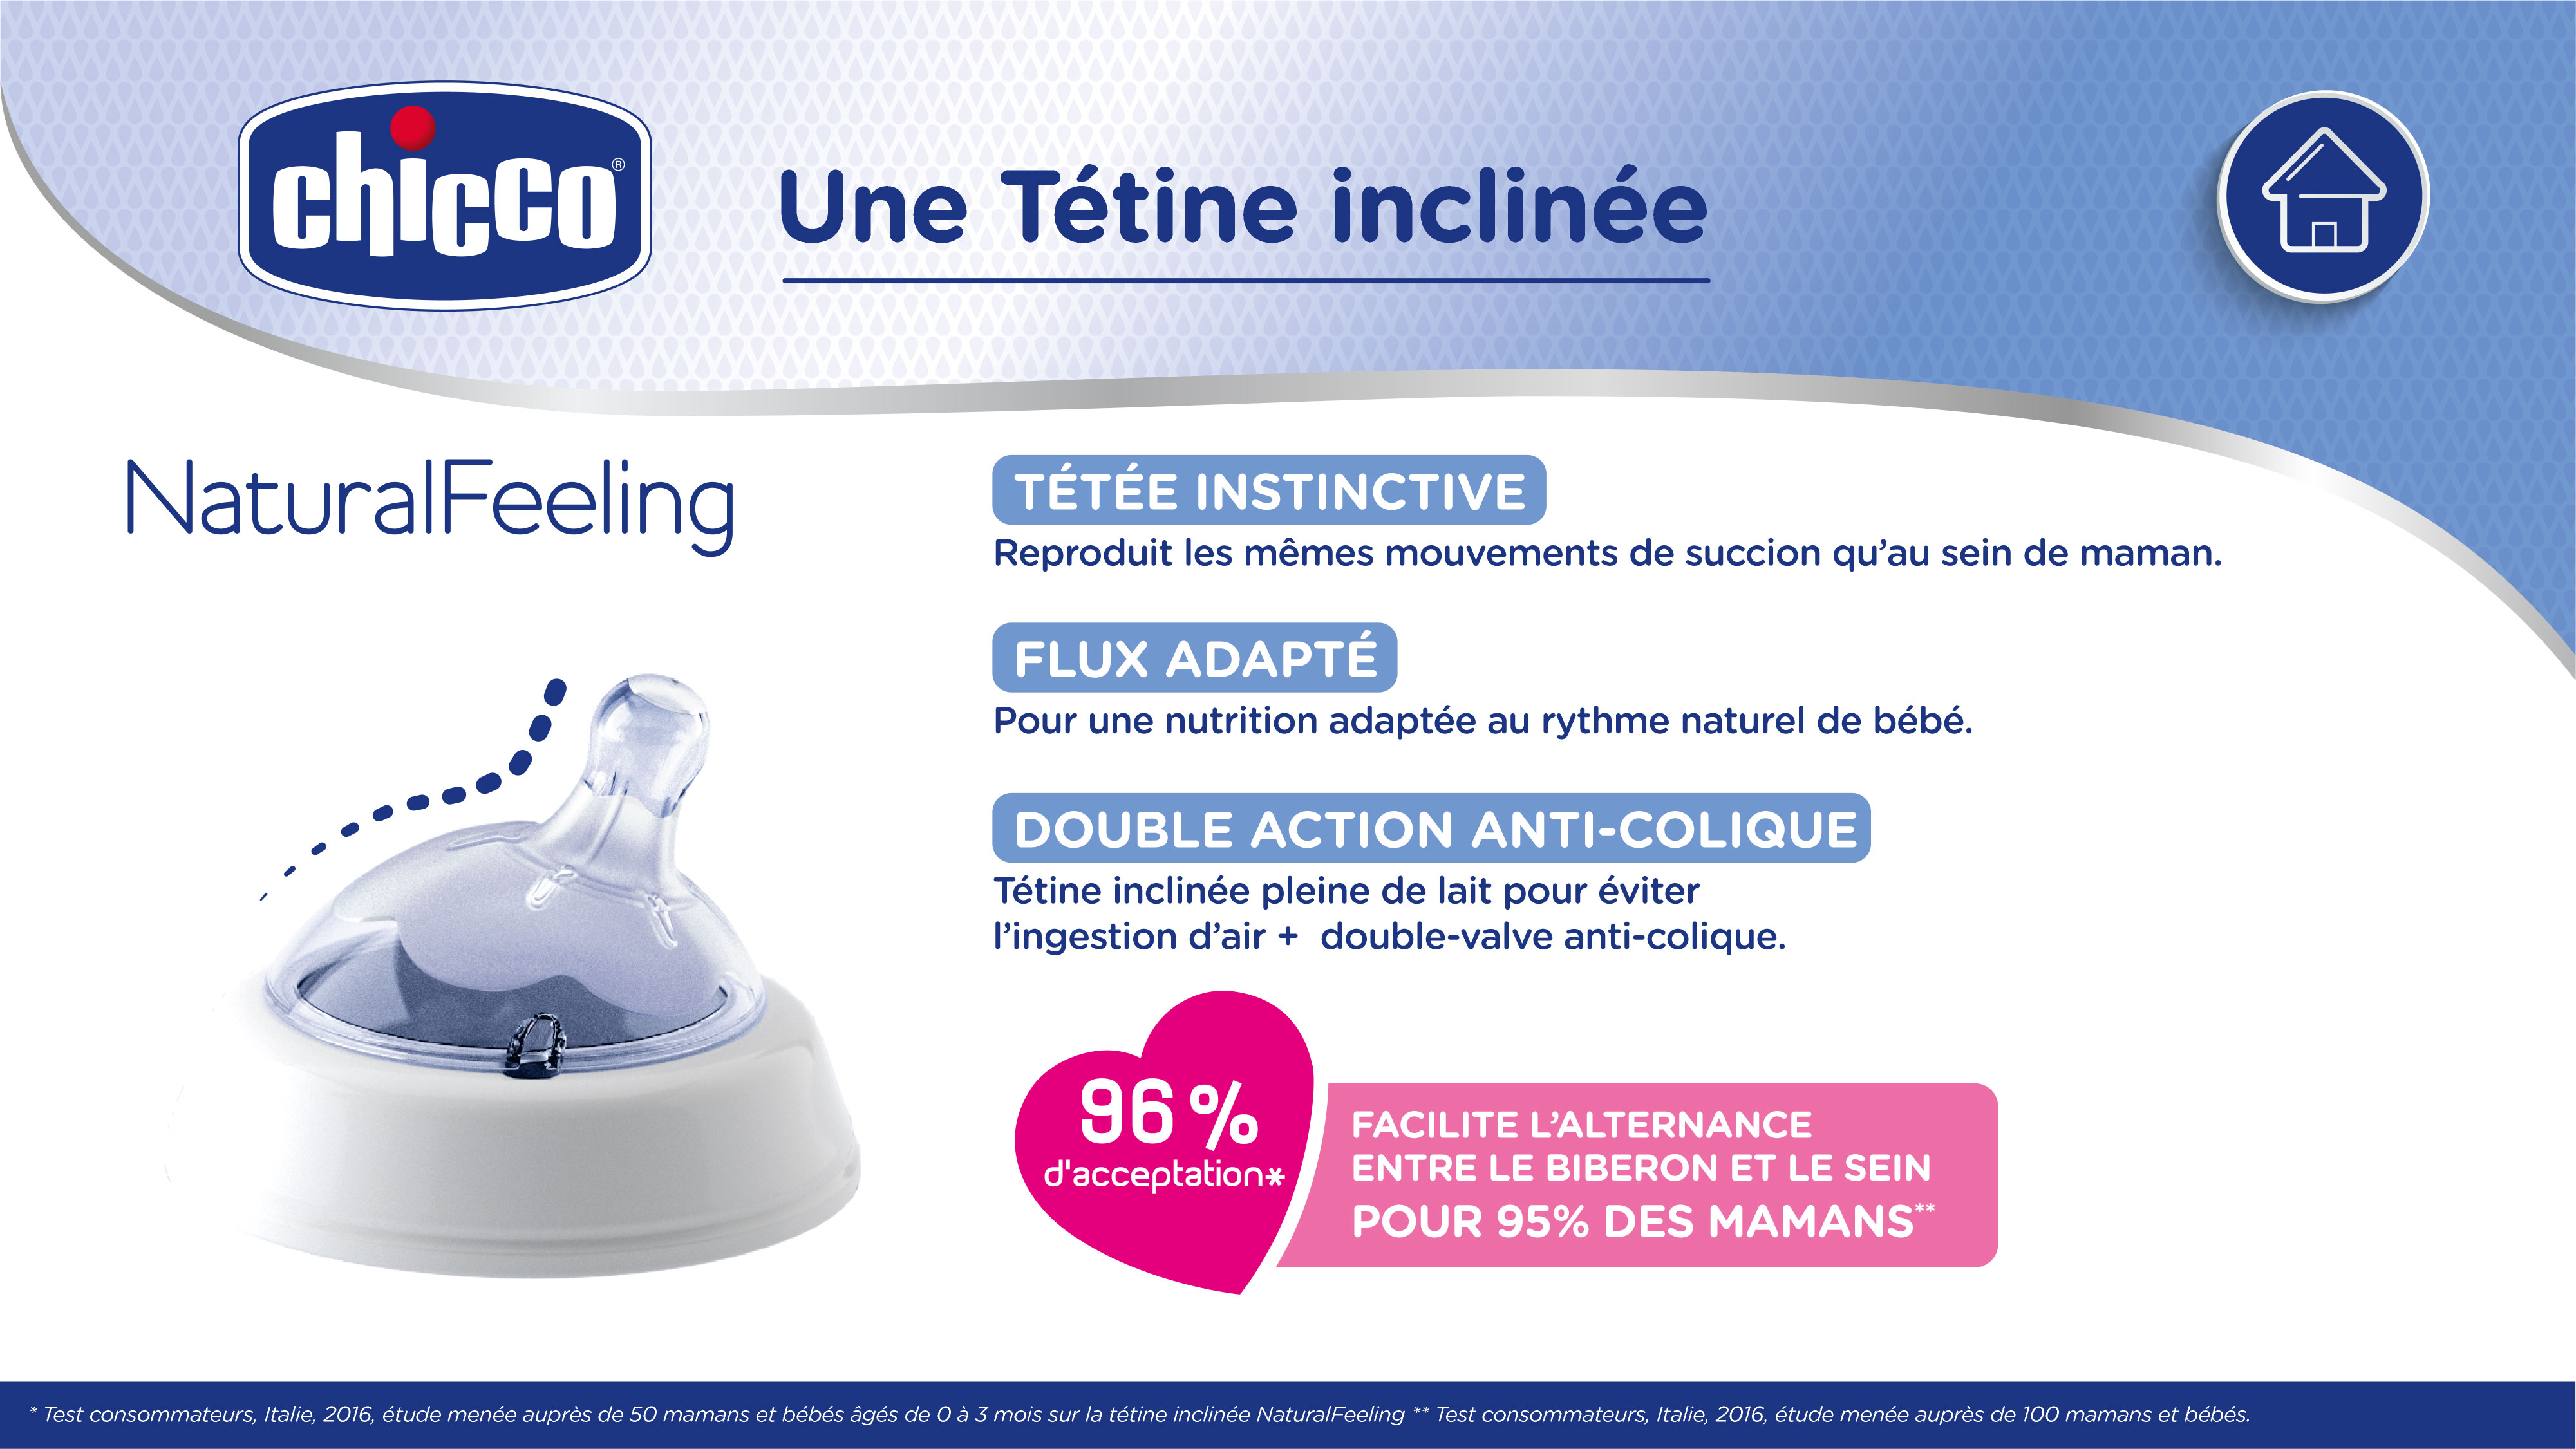 chicco®
Une Tétine inclinée
NaturalFeeling
TÉTÉE INSTINCTIVE
Reproduit les mêmes mouvements de succion qu’au sein de maman.
FLUX ADAPTÉ
Pour une nutrition adaptée au rythme naturel de bébé.
DOUBLE ACTION ANTI-COLIQUE
Tétine inclinée pleine de lait pour éviter
l’ingestion d’air + double-valve anti-colique.
96 %
d'acceptation*
FACILITE L’ALTERNANCE
ENTRE LE BIBERON ET LE SEIN
POUR 95% DES MAMANS**
* Test consommateurs, Italie, 2016, étude menée auprès de 50 mamans et bébés âgés de 0 à 3 mois sur la tétine inclinée NaturalFeeling ** Test consommateurs, Italie, 2016, étude menée auprès de 100 mamans et bébés.